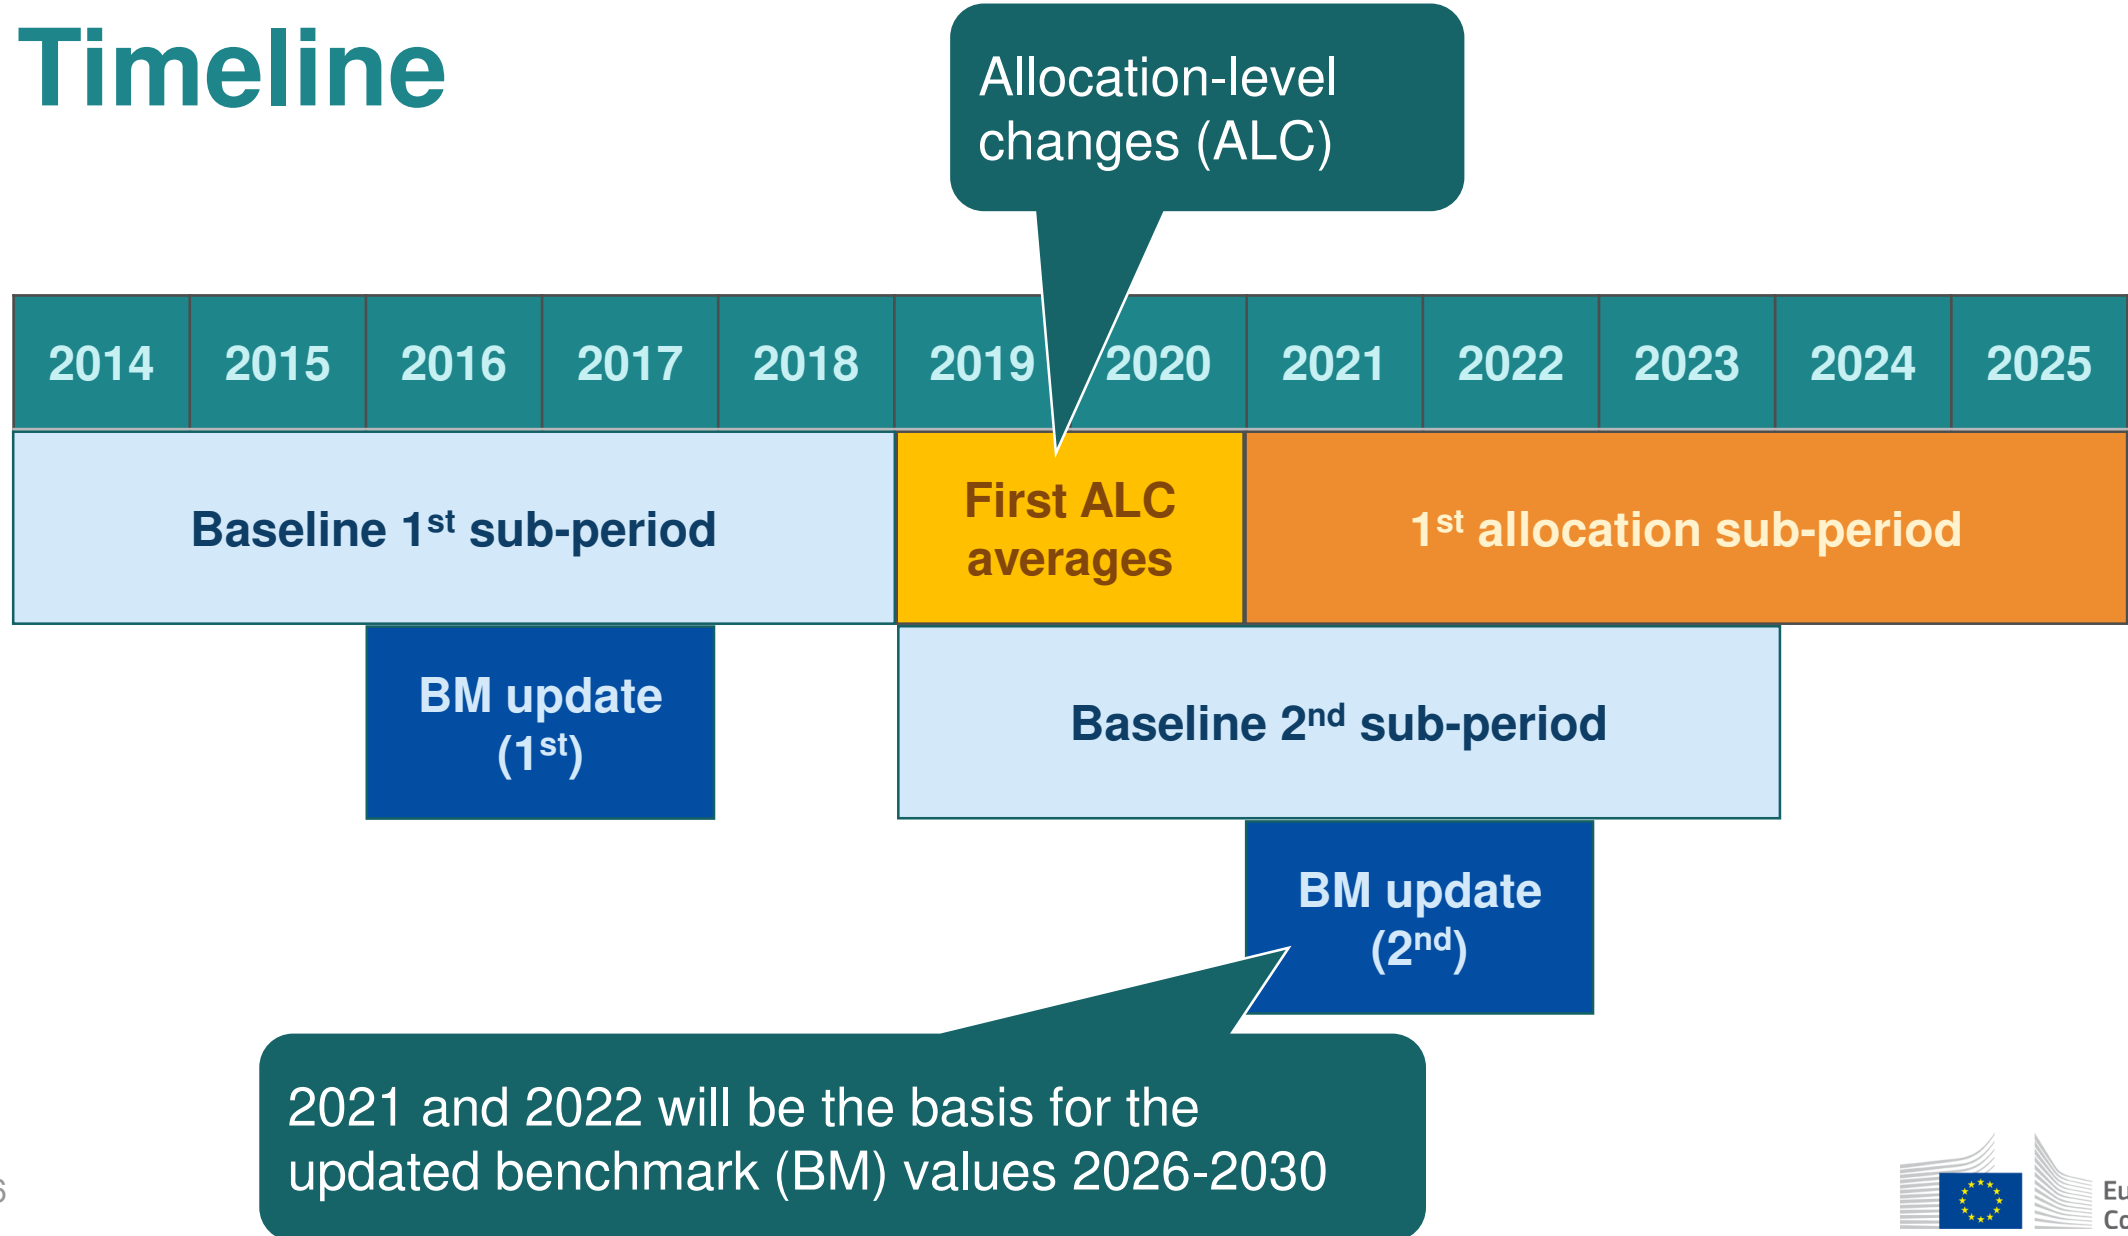 Timeline
Allocation-level
changes (ALC)
2014 2015 2016 2017 2018 2019 2020 2021 2022 2023 2024 2025
Baseline 1st sub-period
First ALC
averages
1st allocation sub-period
BM update
(1st)
Baseline 2nd sub-period
BM update
(2nd)
2021 and 2022 will be the basis for the
updated benchmark (BM) values 2026-2030